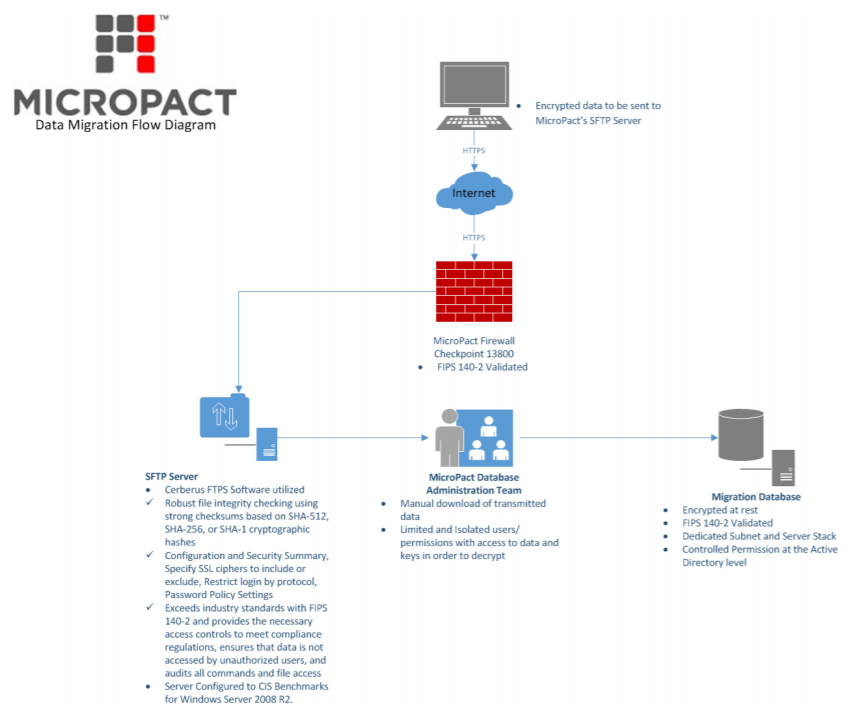 TM
MICROPACT
Data Migration Flow Diagram
• Encrypted data to be sent to
MicroPact's SFTP Server
HTTPS
Internet
HTTPS
MicroPact Firewall
Checkpoint 13800
• FIPS 140-2 Validated
SFTP Server
• Cerberus FTPS Software utilized
✓ Robust file integrity checking using
strong checksums based on SHA-512,
SHA-256, or SHA-1 cryptographic
hashes
✓ Configuration and Security Summary,
Specify SSL ciphers to include or
exclude, Restrict login by protocol,
Password Policy Settings
✓ Exceeds industry standards with FIPS
140-2 and provides the necessary
access controls to meet compliance
regulations, ensures that data is not
accessed by unauthorized users, and
audits all commands and file access
• Server Configured to CIS Benchmarks
for Windows Server 2008 R2.
MicroPact Database
Administration Team
• Manual download of transmitted
data
• Limited and Isolated users/
permissions with access to data and
keys in order to decrypt
Migration Database
• Encrypted at rest
• FIPS 140-2 Validated
• Dedicated Subnet and Server Stack
• Controlled Permission at the Active
Directory level